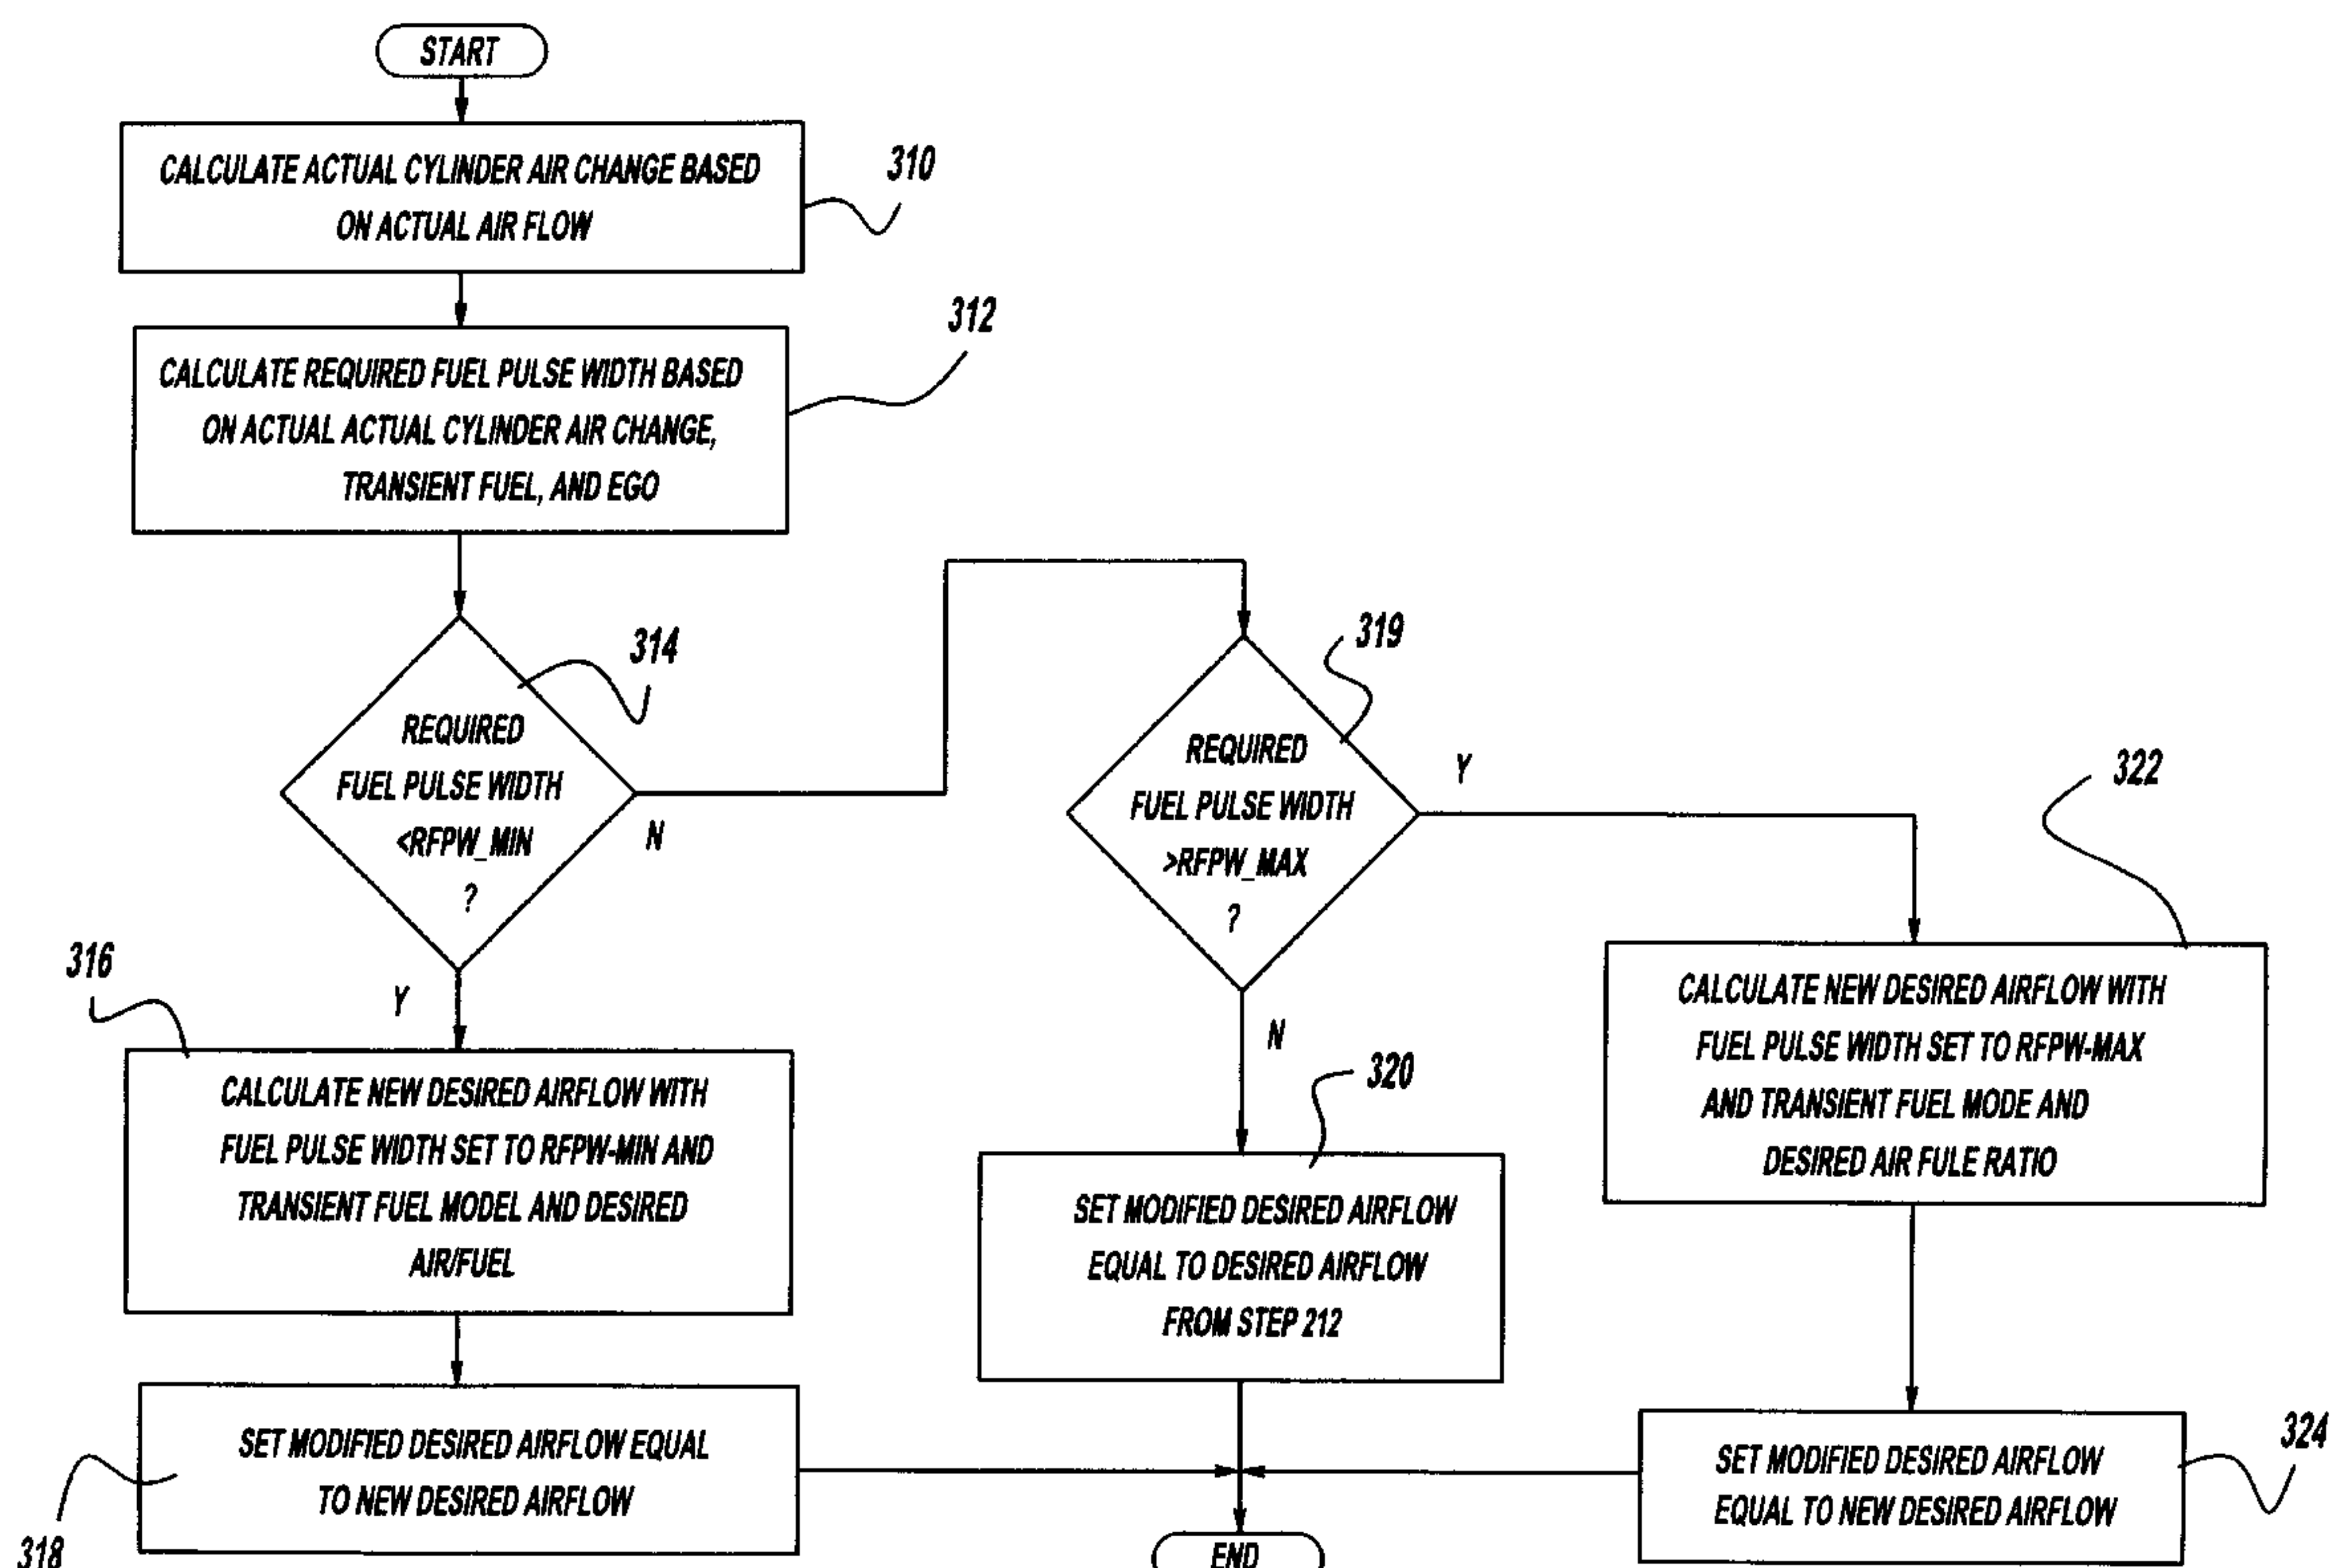 START
CALCULATE ACTUAL CYLINDER AIR CHANGE BASED
ON ACTUAL AIR FLOW
310
CALCULATE REQUIRED FUEL PULSE WIDTH BASED
ON ACTUAL ACTUAL CYLINDER AIR CHANGE,
TRANSIENT FUEL, AND EGO
312
REQUIRED
FUEL PULSE WIDTH
<RFPW_MIN
?
314
N
Y
REQUIRED
FUEL PULSE WIDTH
>RFPW_MAX
?
319
Y
N
316
CALCULATE NEW DESIRED AIRFLOW WITH
FUEL PULSE WIDTH SET TO RFPW-MIN AND
TRANSIENT FUEL MODEL AND DESIRED
AIR/FUEL
320
SET MODIFIED DESIRED AIRFLOW
EQUAL TO DESIRED AIRFLOW
FROM STEP 212
322
CALCULATE NEW DESIRED AIRFLOW WITH
FUEL PULSE WIDTH SET TO RFPW-MAX
AND TRANSIENT FUEL MODE AND
DESIRED AIR FULE RATIO
SET MODIFIED DESIRED AIRFLOW EQUAL
TO NEW DESIRED AIRFLOW
318
SET MODIFIED DESIRED AIRFLOW
EQUAL TO NEW DESIRED AIRFLOW
324
END